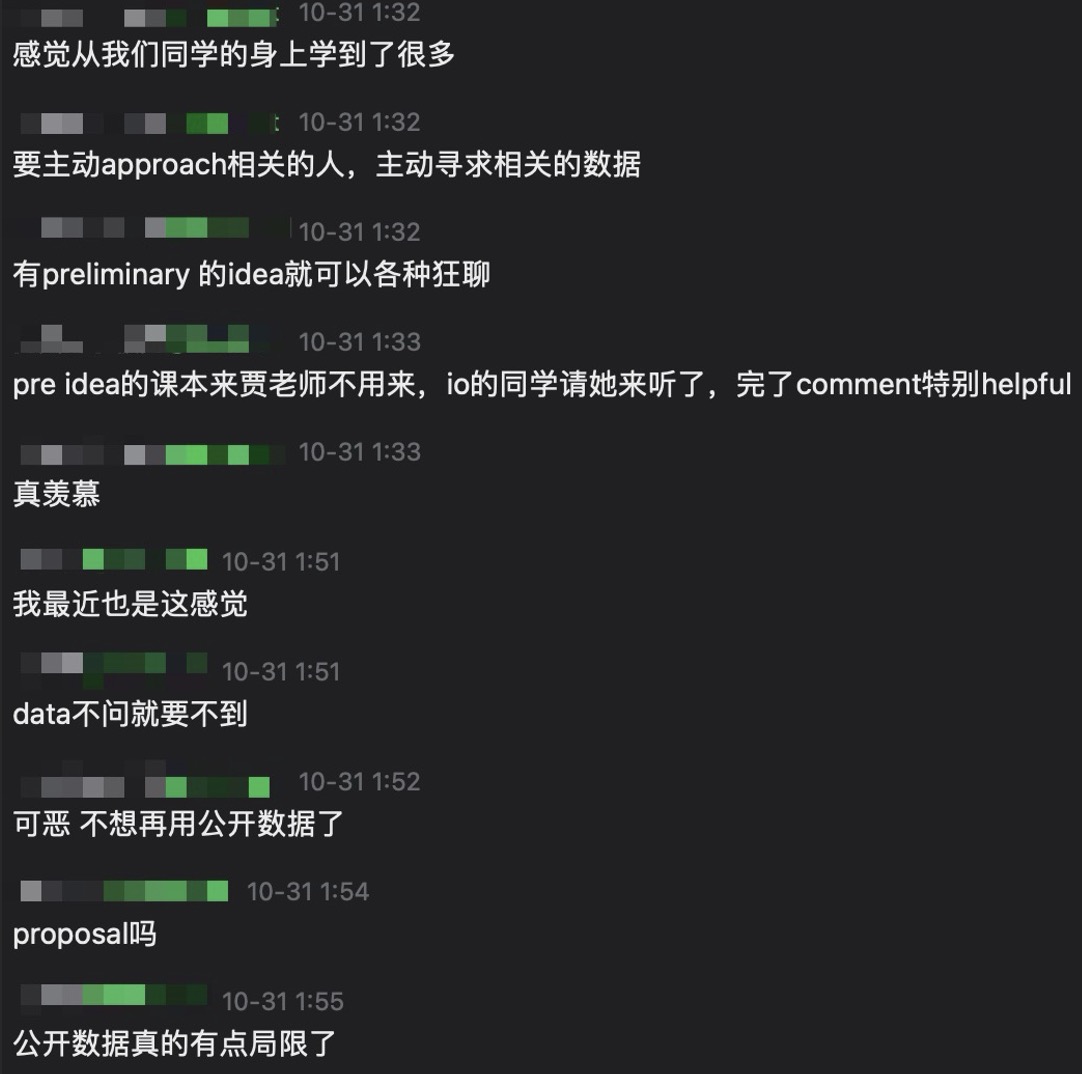 10-31 1:32
感觉从我们同学的身上学到了很多
10-31 1:32
要主动approach相关的人，主动寻求相关的数据
10-31 1:32
有preliminary 的idea就可以各种狂聊
10-31 1:33
pre idea的课本来贾老师不用来，io的同学请她来听了，完了comment特别helpful
10-31 1:33
真羡慕
10-31 1:51
我最近也是这感觉
10-31 1:51
data不问就要不到
10-31 1:52
可恶 不想再用公开数据了
10-31 1:54
proposal吗
10-31 1:55
公开数据真的有点局限了